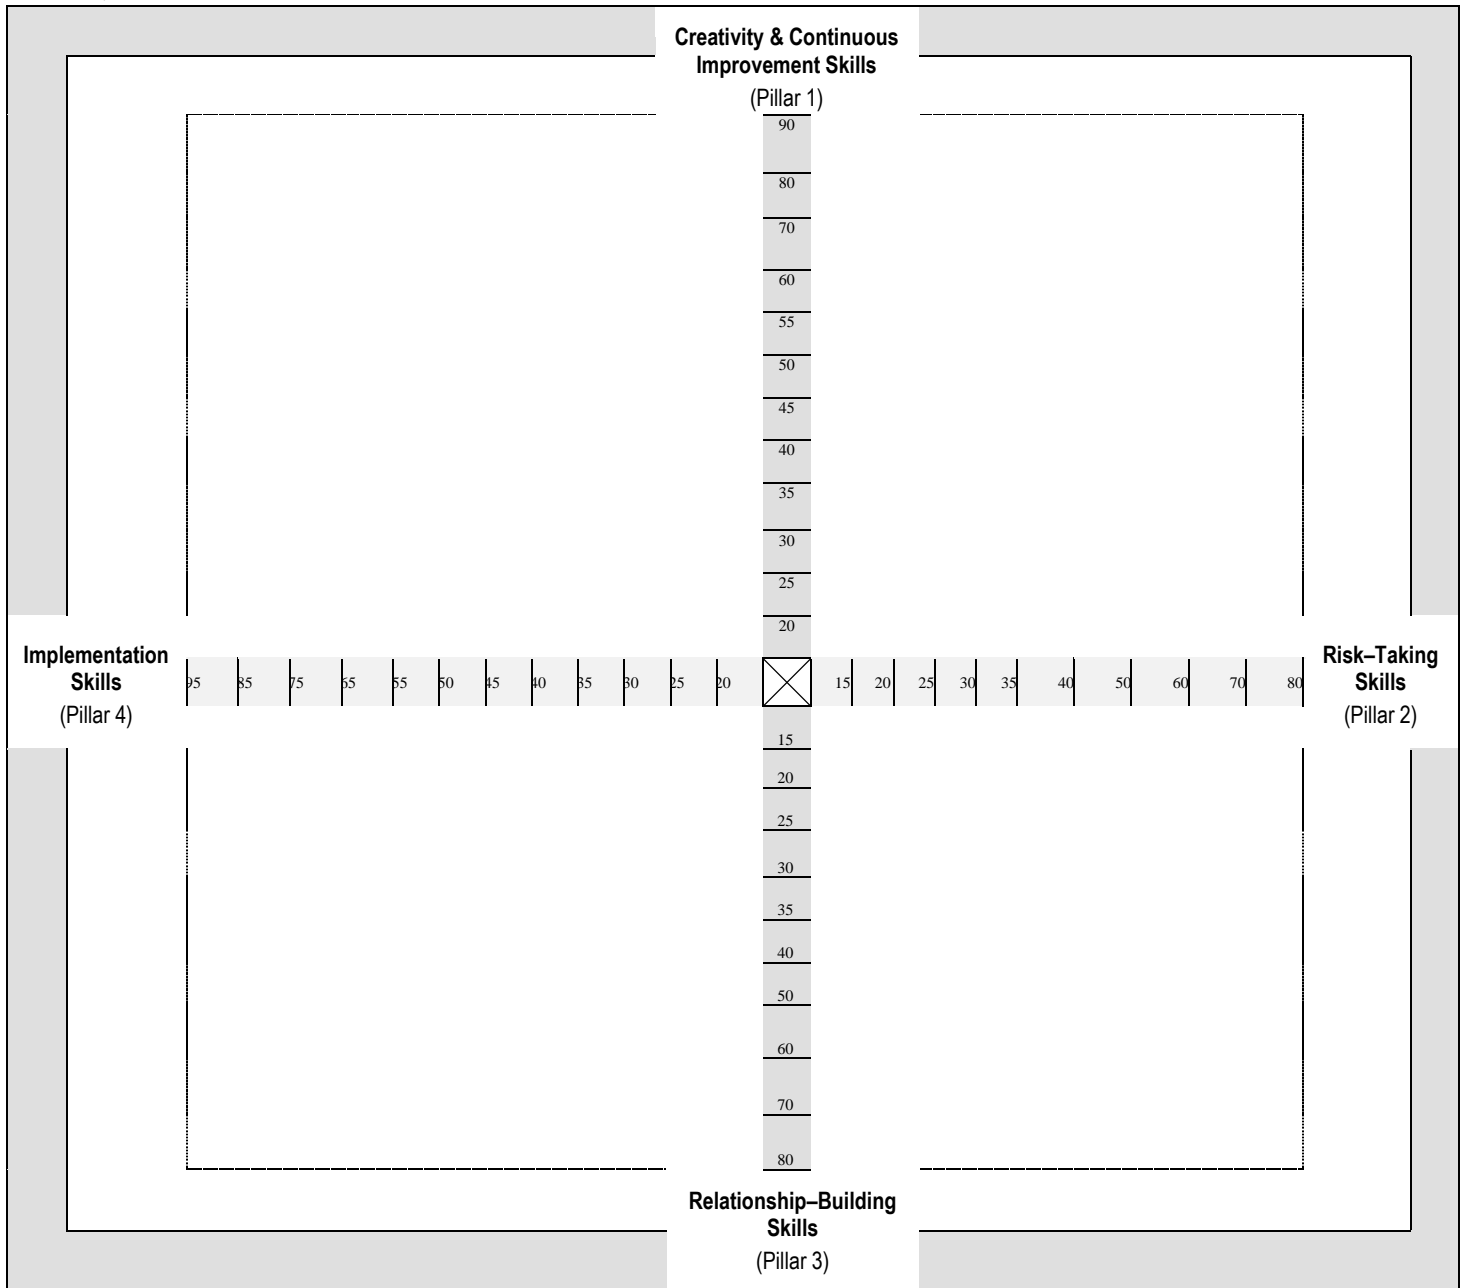 Creativity & Continuous
Improvement Skills
(Pillar 1)
90
80
70
60
55
50
45
40
35
30
25
20
Implementation
Skills
(Pillar 4)
95 85 75 65 55 50 45 40 35 30 25 20
15 20 25 30 35 40 50 60 70 80
Risk–Taking
Skills
(Pillar 2)
15
20
25
30
35
40
50
60
70
80
Relationship–Building
Skills
(Pillar 3)